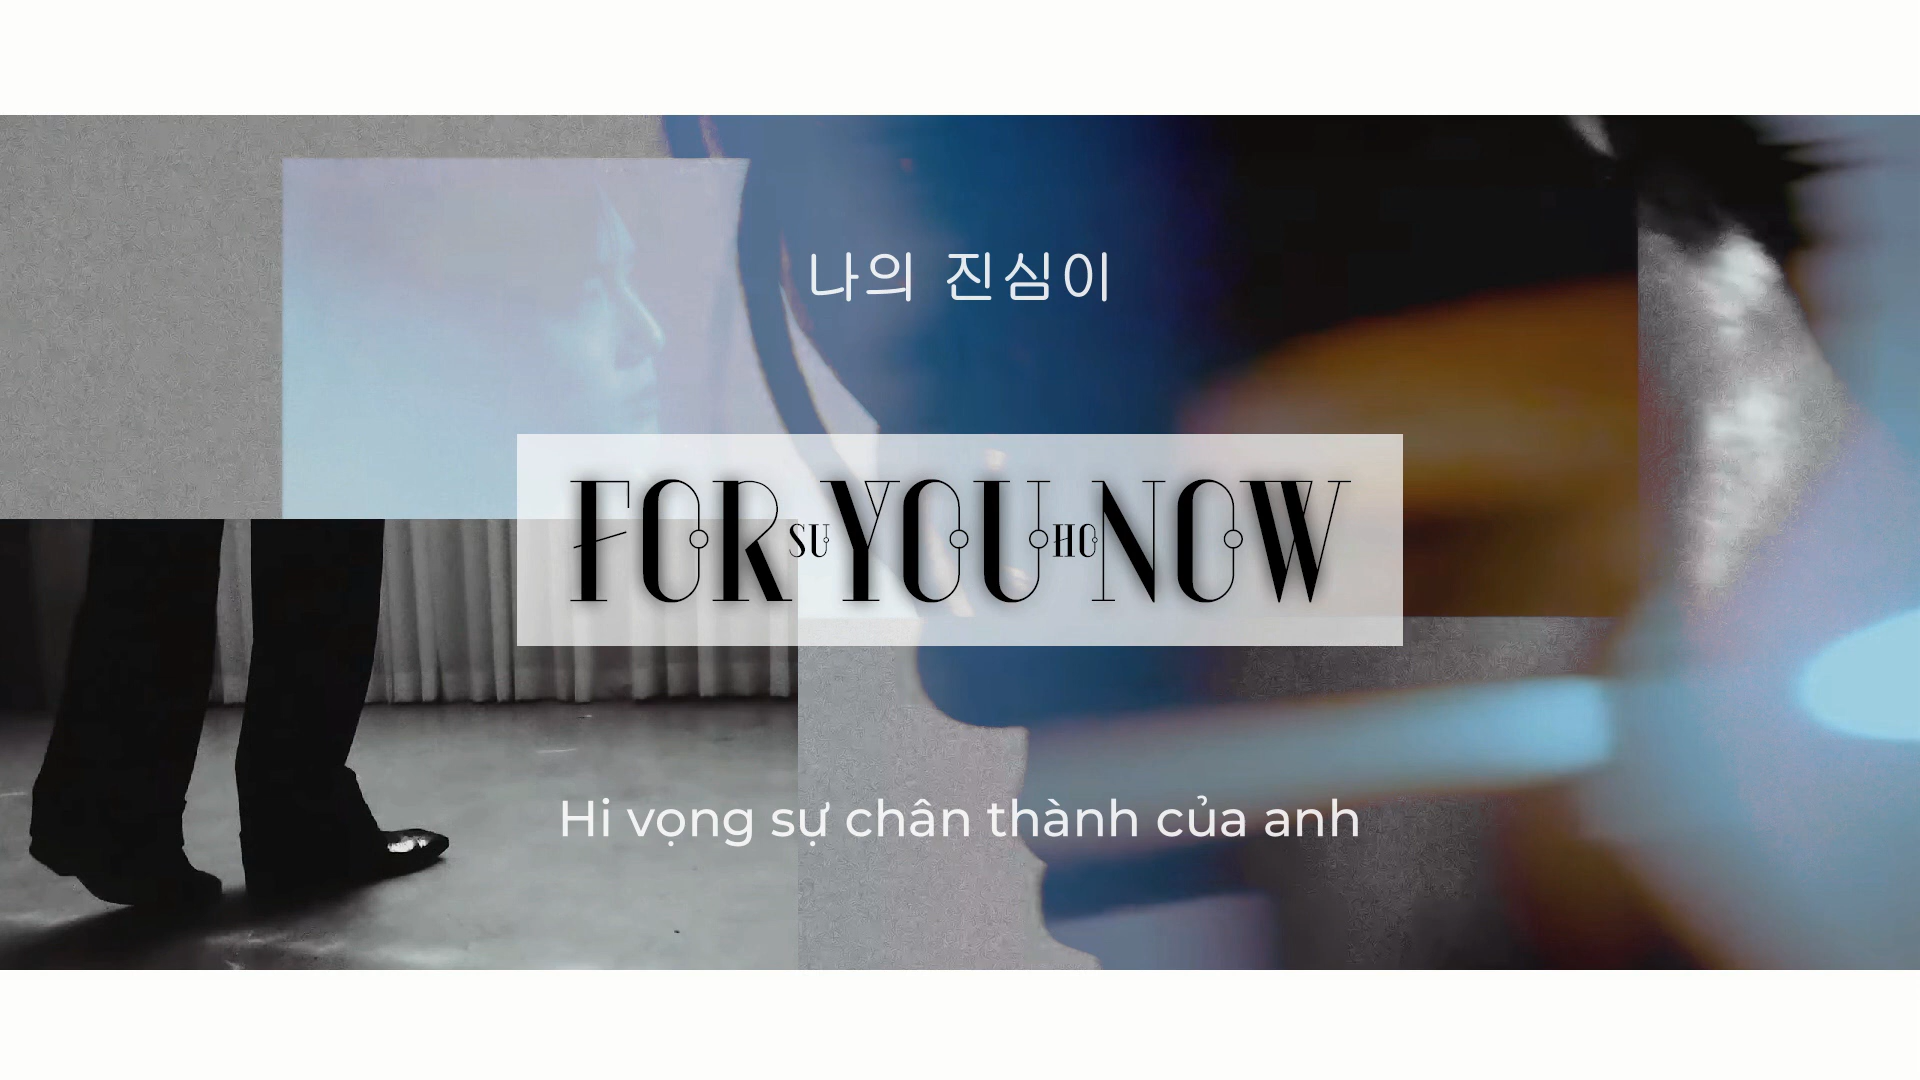 나의 진심이
FOR SU YOU HO NOW
Hi vọng sự chân thành của anh